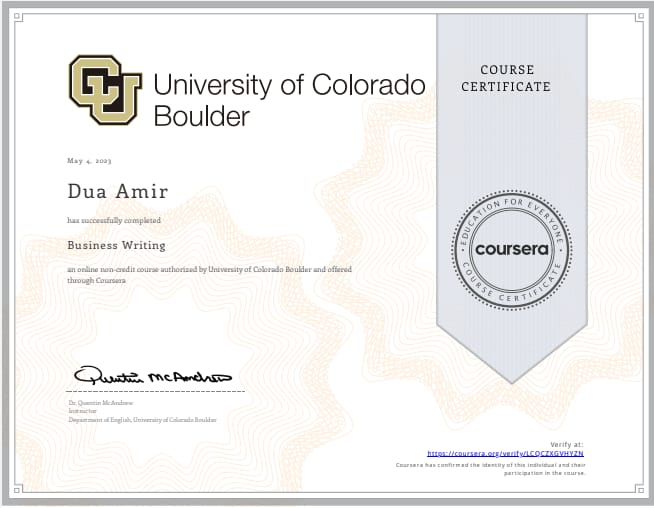 CU
University of Colorado
Boulder
COURSE
CERTIFICATE
May 4, 2023
Dua Amir
has successfully completed
Business Writing
an online non-credit course authorized by University of Colorado Boulder and offered
through Coursera
EDUCATION FOR EVERYONE
coursera
COURSE CERTIFICATE
Quentin McAndrew
Dr. Quentin McAndrew
Instructor
Department of English, University of Colorado Boulder
Verify at:
https://coursera.org/verify/LCQCZXGVHYZN
Coursera has confirmed the identity of this individual and their
participation in the course.